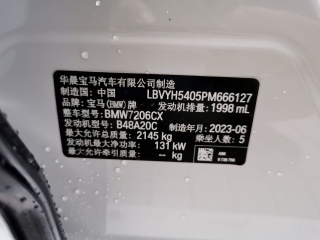 华晨宝马汽车有限公司制造
制造国: 中国 LBVYH5405PM666127
品牌: 宝马(BMW)牌 发动机排量: 1998 mL
整车型号: BMW7206CX
发动机型号: B48A20C 制造年月: 2023-06
最大允许总质量: 2145 kg 乘坐人数: 5
发动机最大净功率: 131 kW
最大允许牵引质量: -- kg